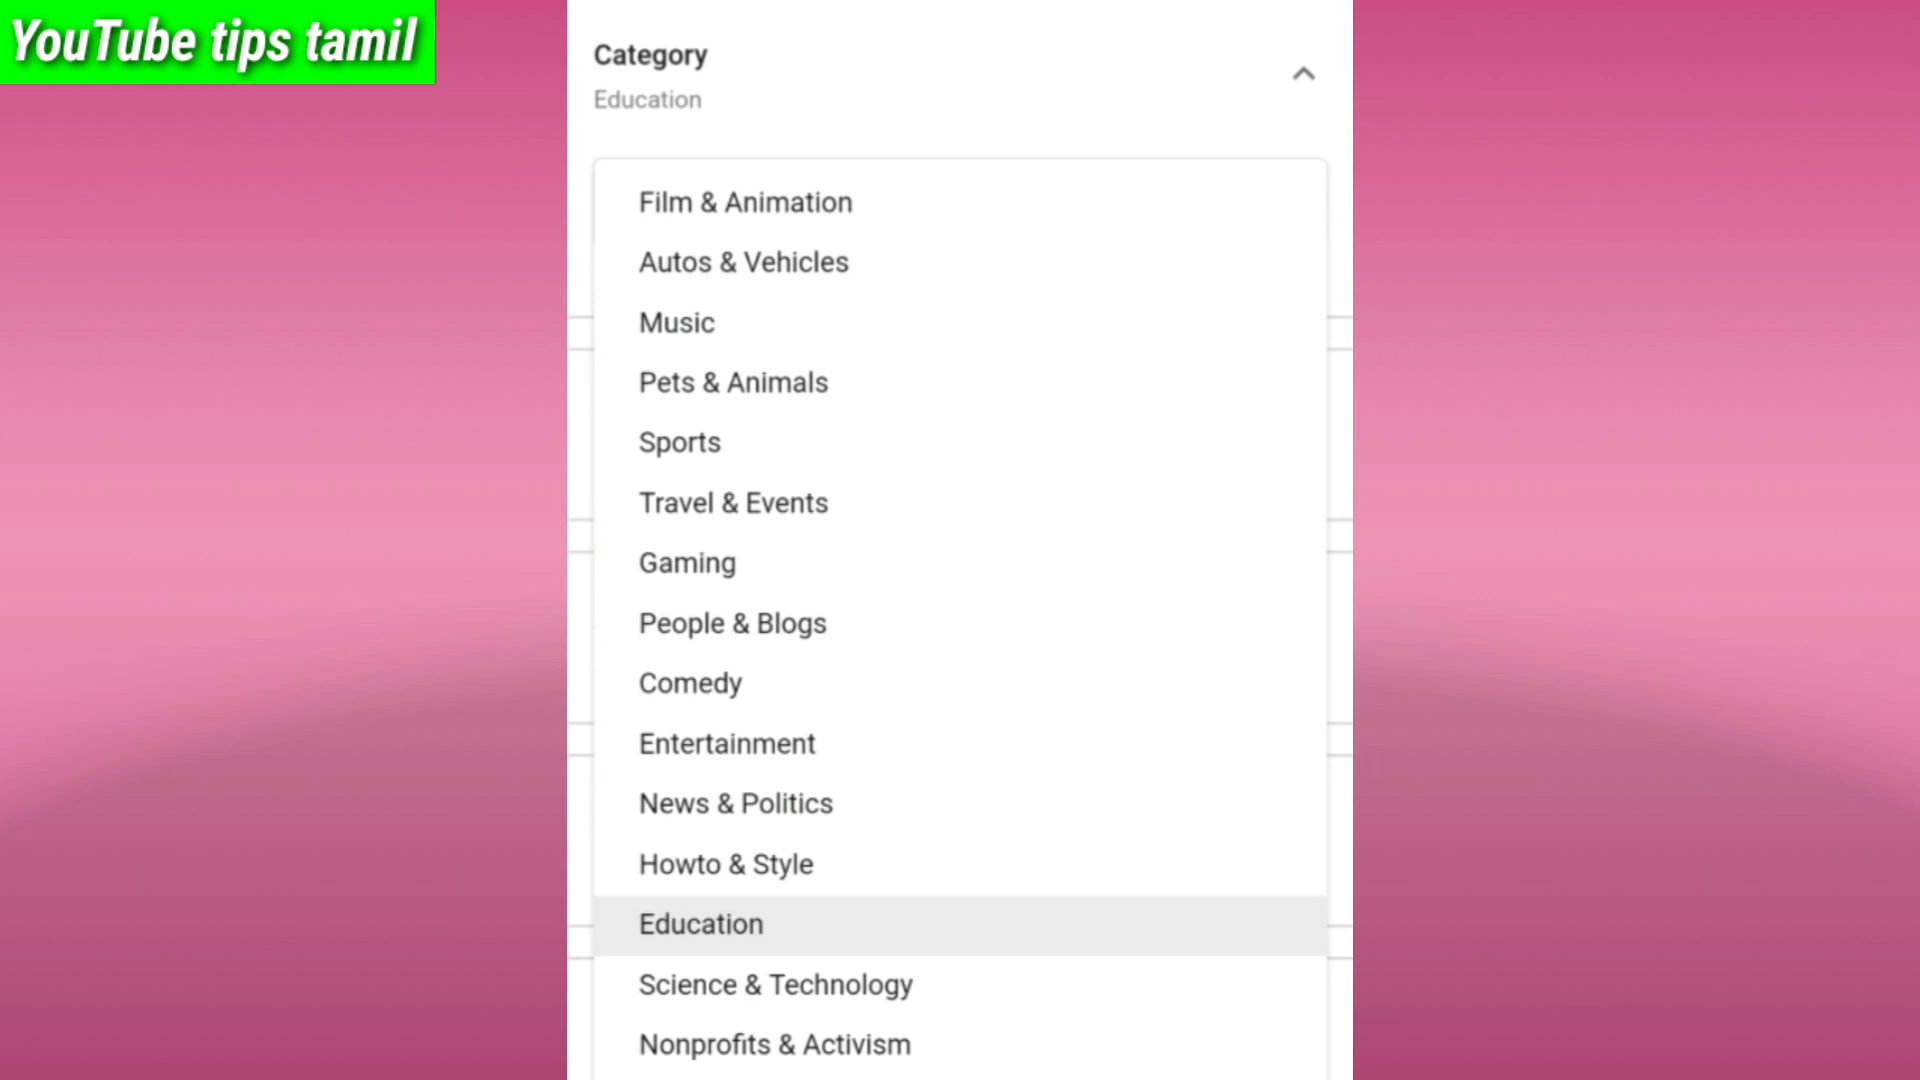 YouTube tips tamil
Category
Education
Film & Animation
Autos & Vehicles
Music
Pets & Animals
Sports
Travel & Events
Gaming
People & Blogs
Comedy
Entertainment
News & Politics
Howto & Style
Education
Science & Technology
Nonprofits & Activism